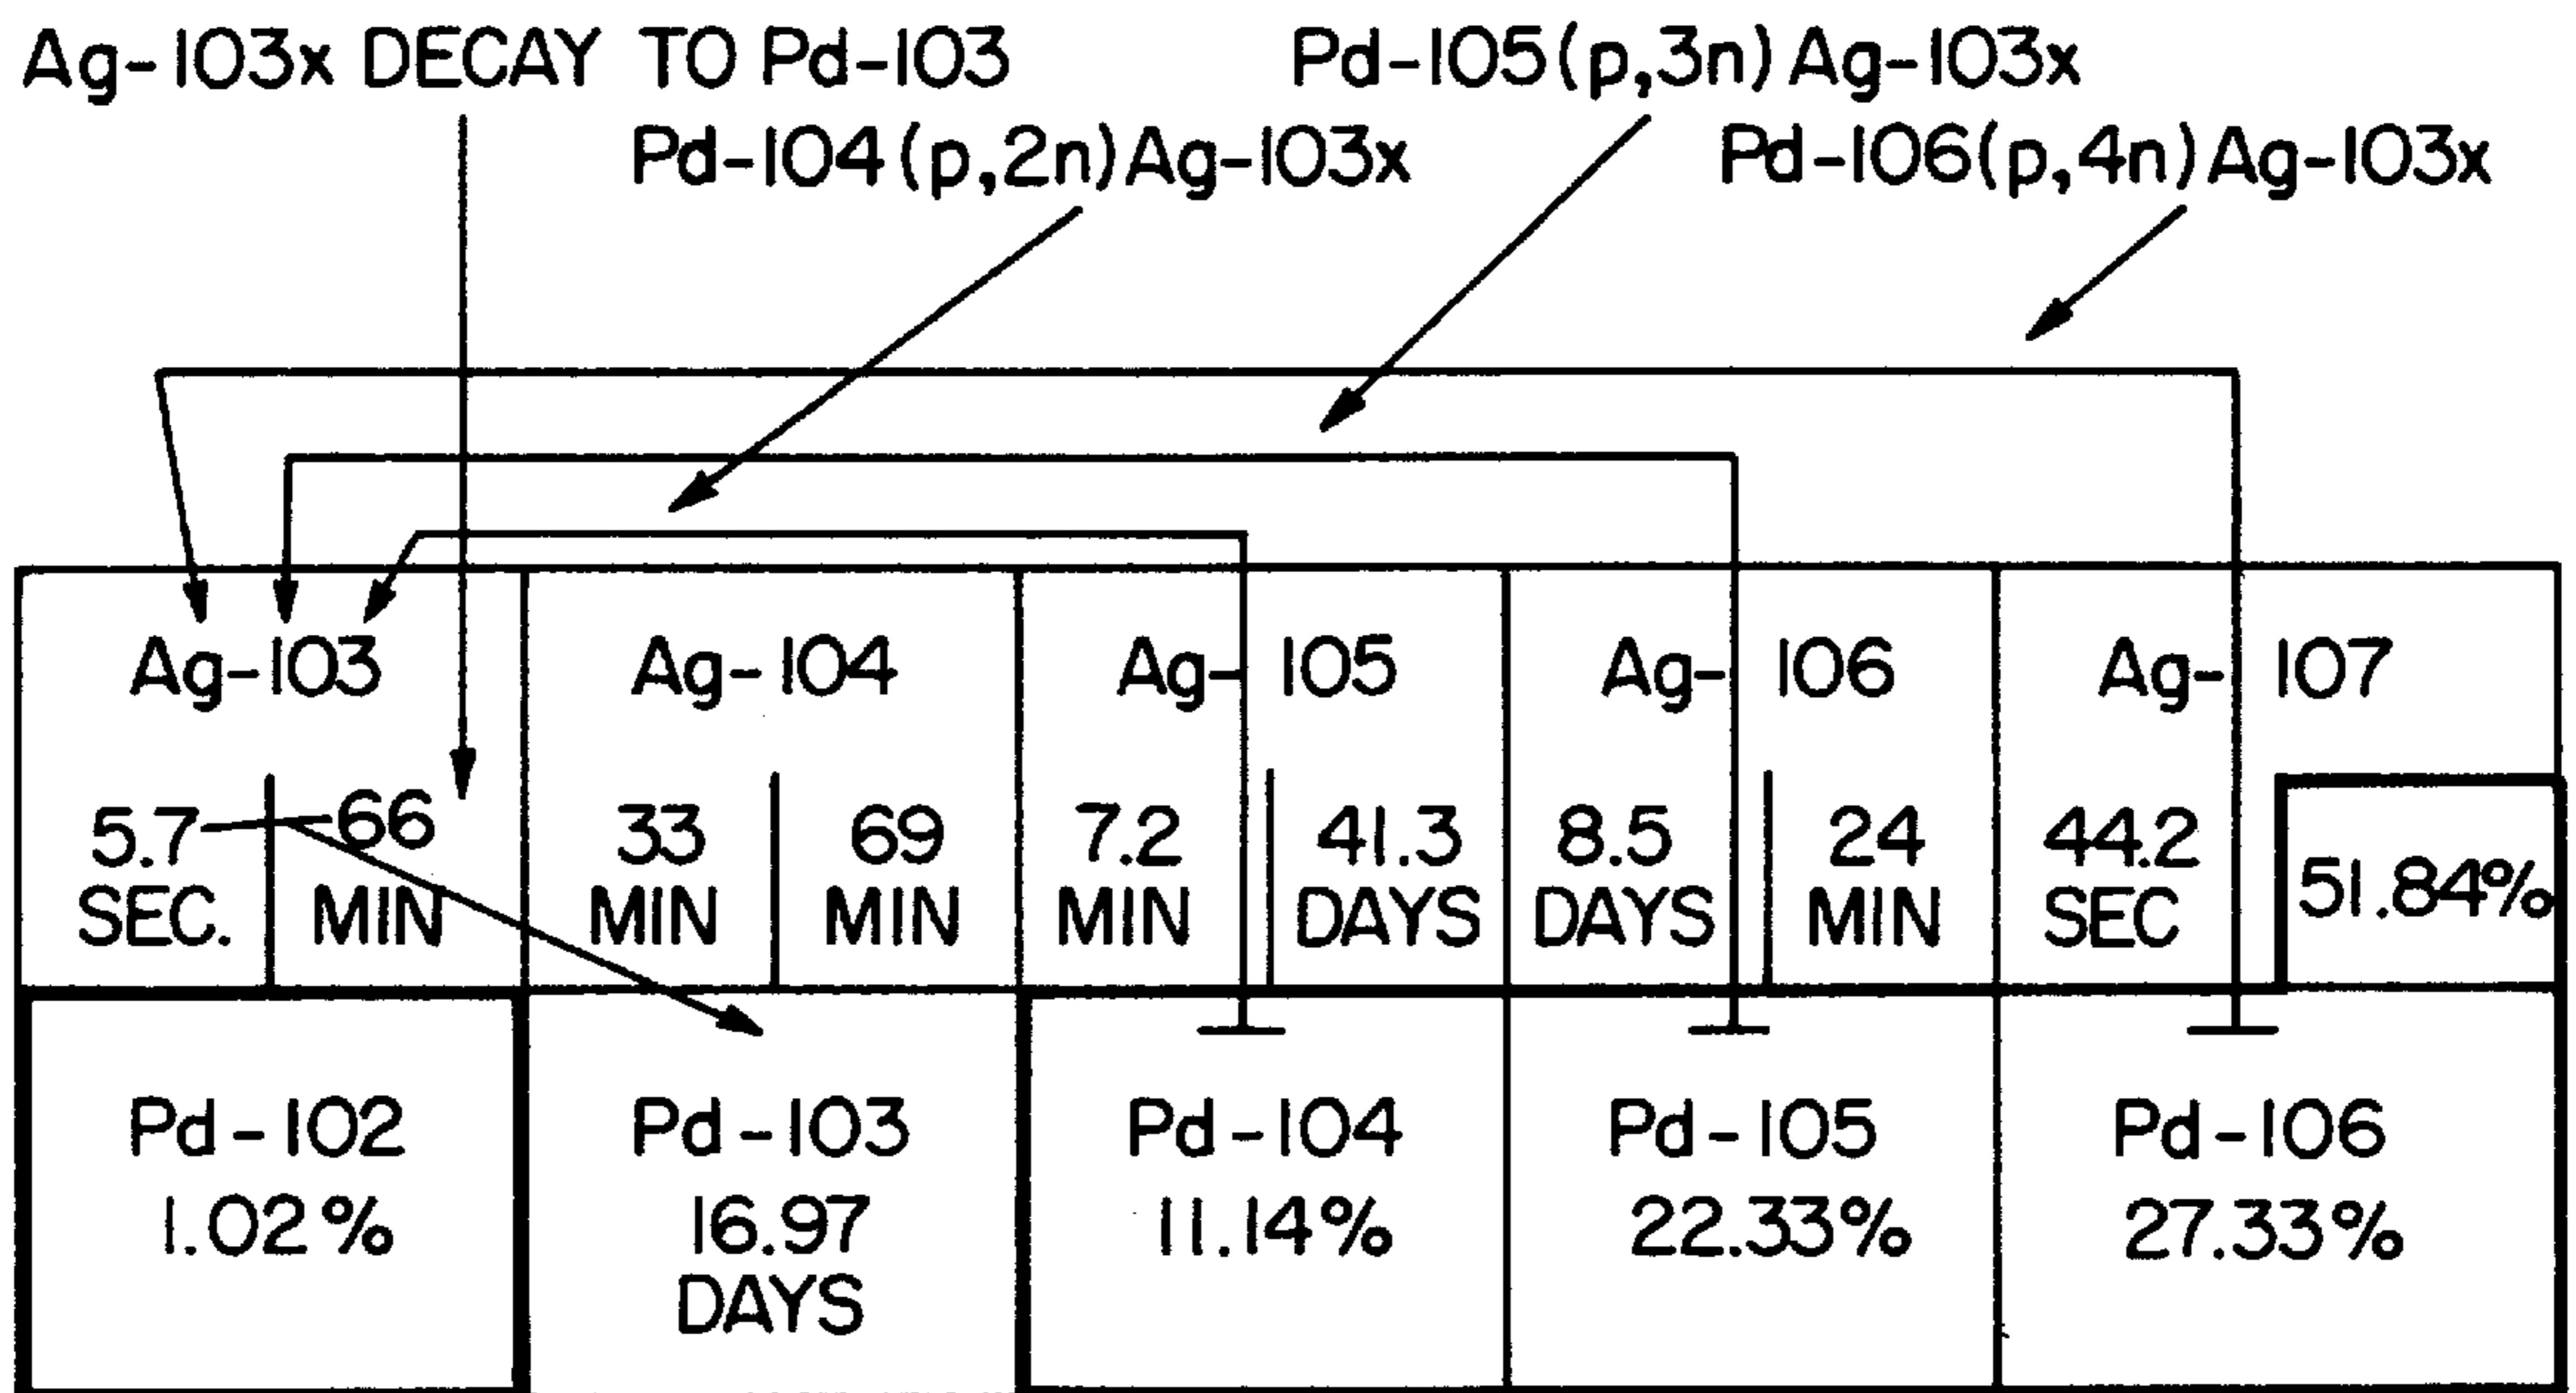 Ag-103x DECAY TO Pd-103
Pd-105(p,3n)Ag-103x
Pd-104(p,2n)Ag-103x
Pd-106(p,4n)Ag-103x
Ag-103
5.7 SEC.
66 MIN
Ag-104
33 MIN
69 MIN
Ag-105
7.2 MIN
41.3 DAYS
Ag-106
8.5 DAYS
24 MIN
Ag-107
44.2 SEC
51.84%
Pd-102
1.02%
Pd-103
16.97
DAYS
Pd-104
11.14%
Pd-105
22.33%
Pd-106
27.33%